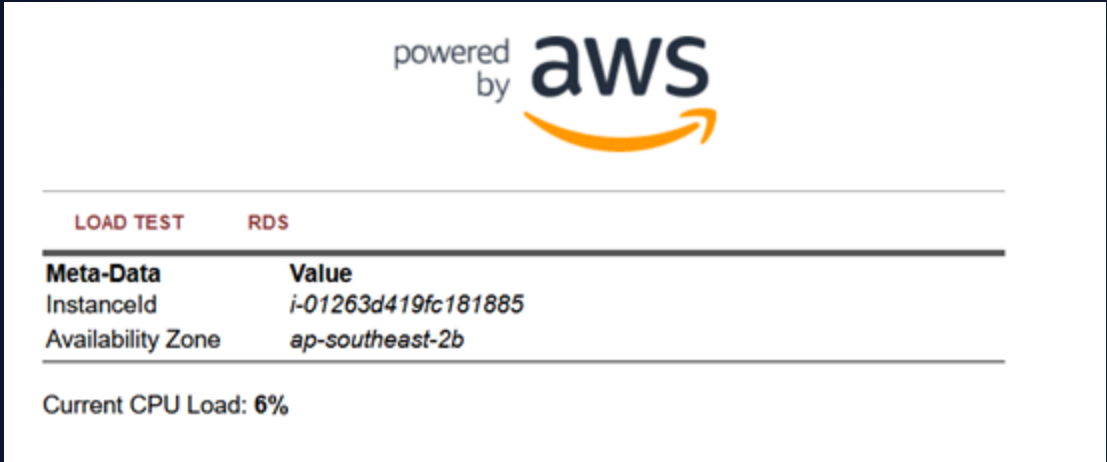 powered
by aws
LOAD TEST RDS
Meta-Data Value
InstanceId i-01263d419fc181885
Availability Zone ap-southeast-2b
Current CPU Load: 6%